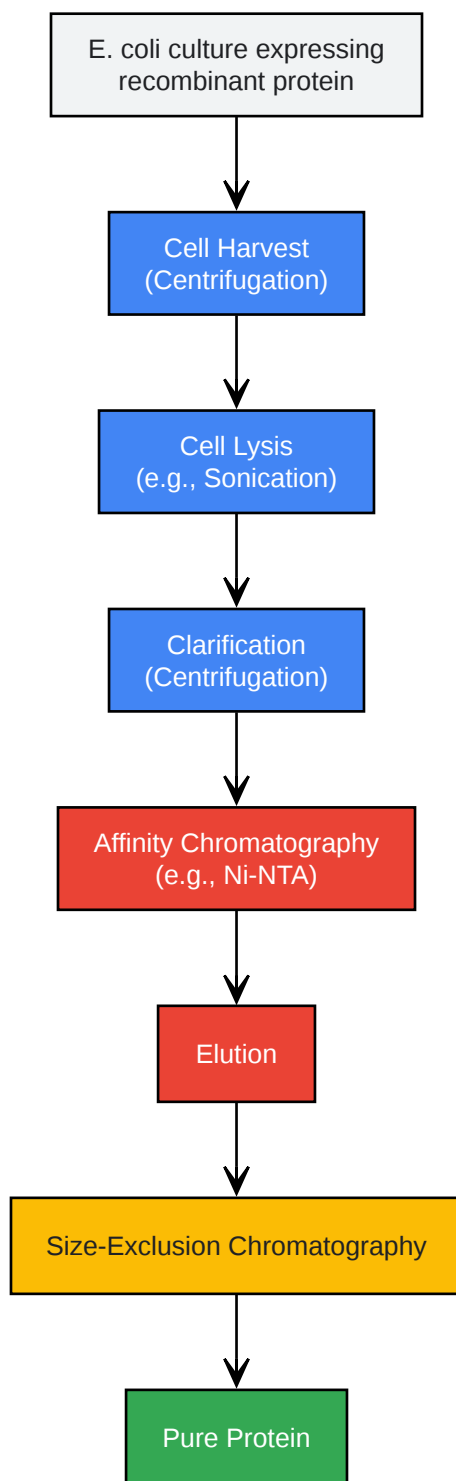 E. coli culture expressing
recombinant protein
Cell Harvest
(Centrifugation)
Cell Lysis
(e.g., Sonication)
Clarification
(Centrifugation)
Affinity Chromatography
(e.g., Ni-NTA)
Elution
Size-Exclusion Chromatography
Pure Protein